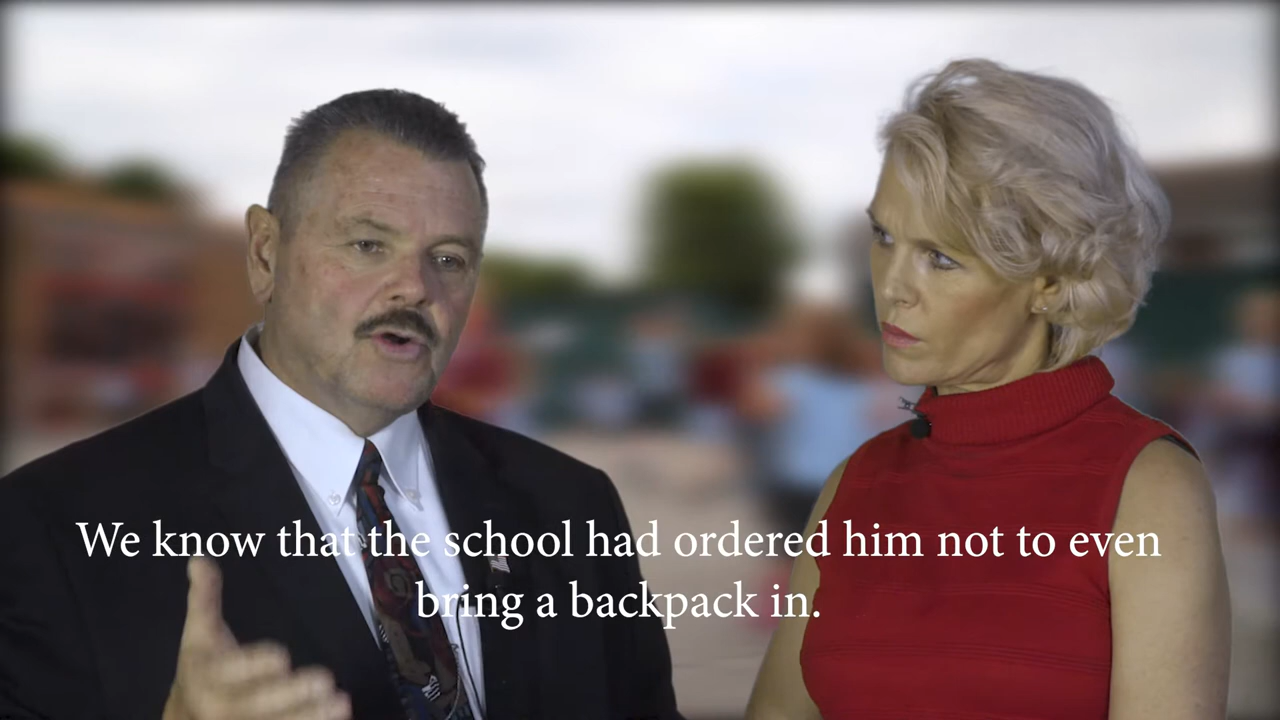 We know that the school had ordered him not to even
bring a backpack in.